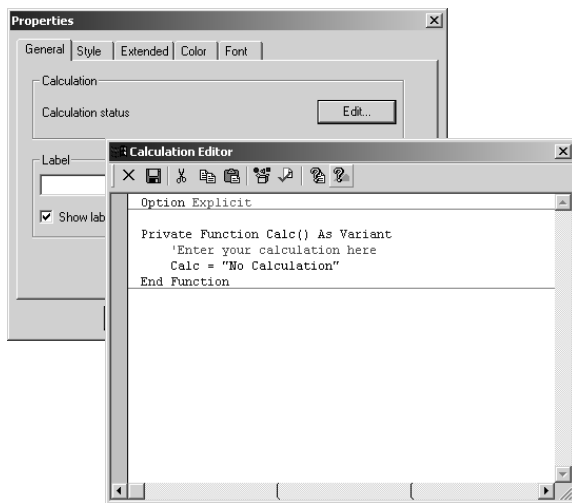 Properties
General Style Extended Color Font
Calculation
Calculation status
Edit...
Label
Show lab
Calculation Editor
Option Explicit
Private Function Calc() As Variant
'Enter your calculation here
Calc = "No Calculation"
End Function